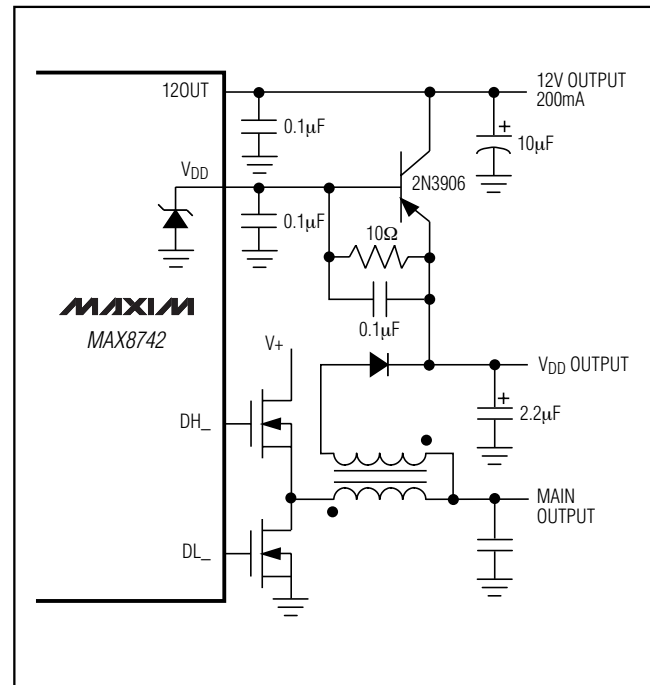 12OUT
12V OUTPUT
200mA
0.1μF
+
10μF
VDD
2N3906
0.1μF
10Ω
MAXIM
MAX8742
0.1μF
V+
VDD OUTPUT
+
2.2μF
DH_
MAIN
OUTPUT
DL_